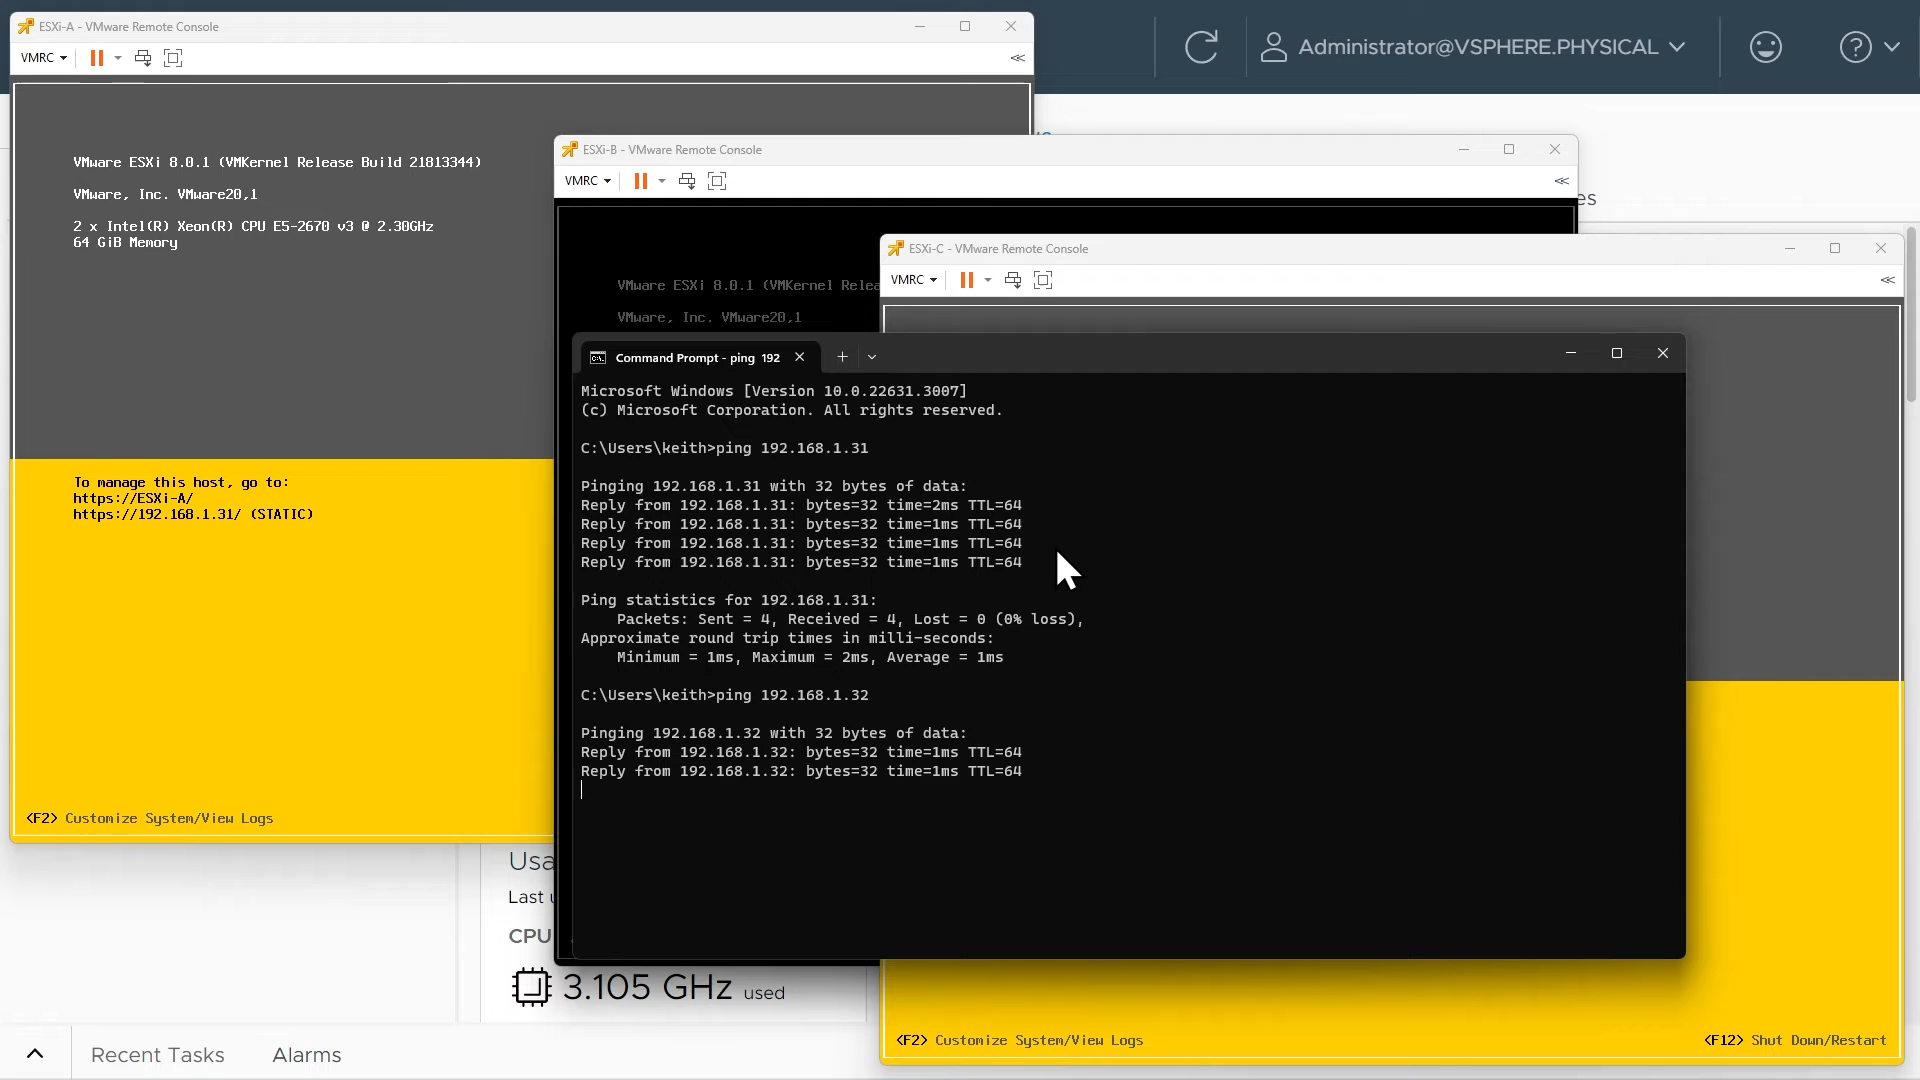 ESXi-A - VMware Remote Console
VMRC
Administrator@VSPHERE.PHYSICAL
VMware ESXi 8.0.1 (VMKernel Release Build 21813344)
VMware, Inc. VMware20,1
2 x Intel(R) Xeon(R) CPU E5-2670 v3 @ 2.30GHz
64 GiB Memory
To manage this host, go to:
https://ESXi-A/
https://192.168.1.31/ (STATIC)
<F2> Customize System/View Logs
ESXi-B - VMware Remote Console
VMRC
VMware ESXi 8.0.1 (VMKernel Relea
VMware, Inc. VMware20,1
es
ESXi-C - VMware Remote Console
VMRC
Command Prompt - ping 192
Microsoft Windows [Version 10.0.22631.3007]
(c) Microsoft Corporation. All rights reserved.
C:\Users\keith>ping 192.168.1.31
Pinging 192.168.1.31 with 32 bytes of data:
Reply from 192.168.1.31: bytes=32 time=2ms TTL=64
Reply from 192.168.1.31: bytes=32 time=1ms TTL=64
Reply from 192.168.1.31: bytes=32 time=1ms TTL=64
Reply from 192.168.1.31: bytes=32 time=1ms TTL=64
Ping statistics for 192.168.1.31:
Packets: Sent = 4, Received = 4, Lost = 0 (0% loss),
Approximate round trip times in milli-seconds:
Minimum = 1ms, Maximum = 2ms, Average = 1ms
C:\Users\keith>ping 192.168.1.32
Pinging 192.168.1.32 with 32 bytes of data:
Reply from 192.168.1.32: bytes=32 time=1ms TTL=64
Reply from 192.168.1.32: bytes=32 time=1ms TTL=64
Usa
Last u
CPU
3.105 GHz used
<F2> Customize System/View Logs
<F12> Shut Down/Restart
Recent Tasks
Alarms